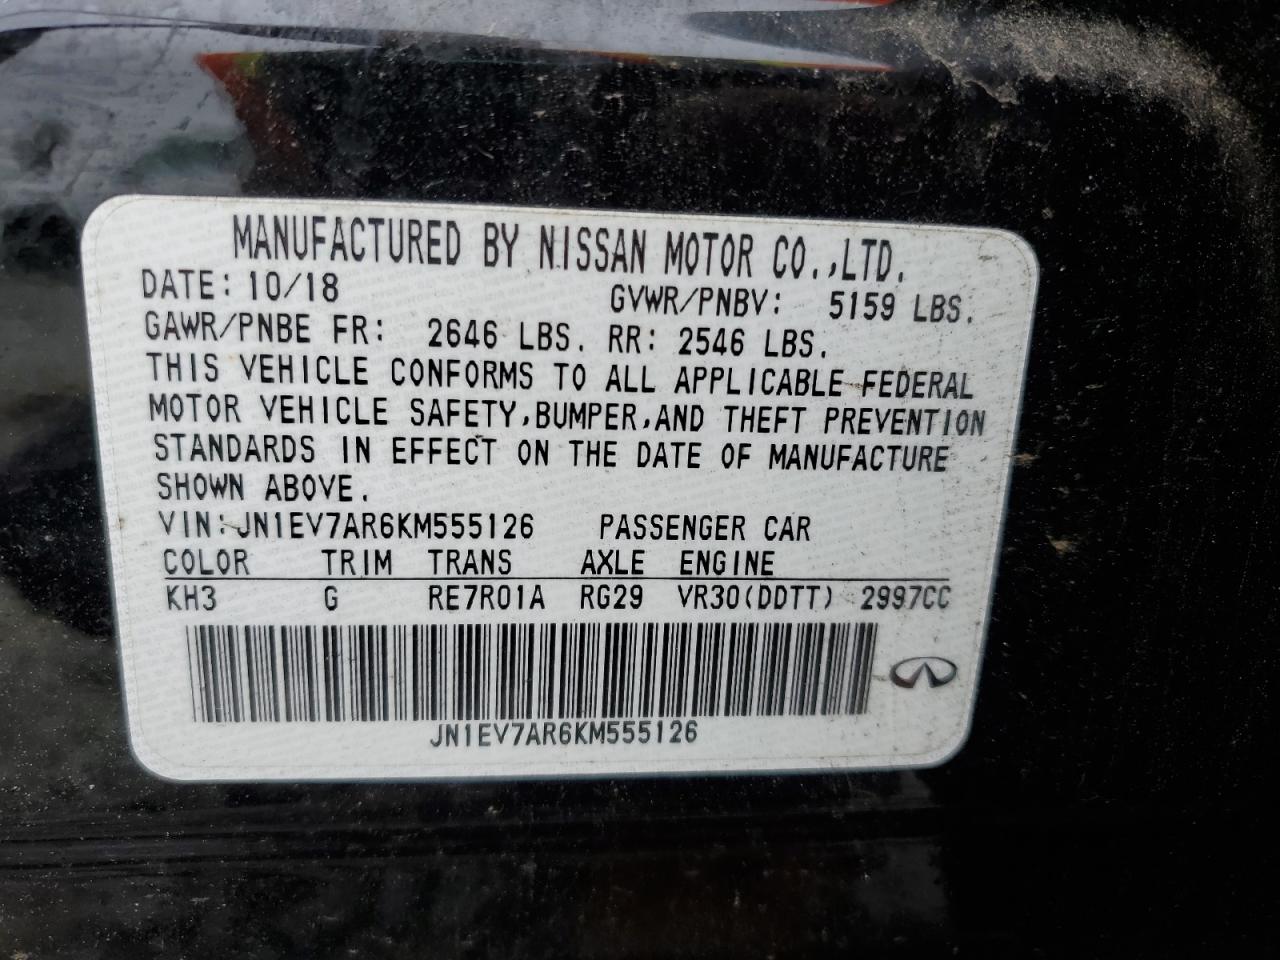 MANUFACTURED BY NISSAN MOTOR CO.,LTD.
DATE: 10/18 GVWR/PNBV: 5159 LBS.
GAWR/PNBE FR: 2646 LBS. RR: 2546 LBS.
THIS VEHICLE CONFORMS TO ALL APPLICABLE FEDERAL
MOTOR VEHICLE SAFETY,BUMPER,AND THEFT PREVENTION
STANDARDS IN EFFECT ON THE DATE OF MANUFACTURE
SHOWN ABOVE.
VIN:JN1EV7AR6KM555126 PASSENGER CAR
COLOR TRIM TRANS AXLE ENGINE
KH3 G RE7R01A RG29 VR30(DDTT) 2997CC
JN1EV7AR6KM555126